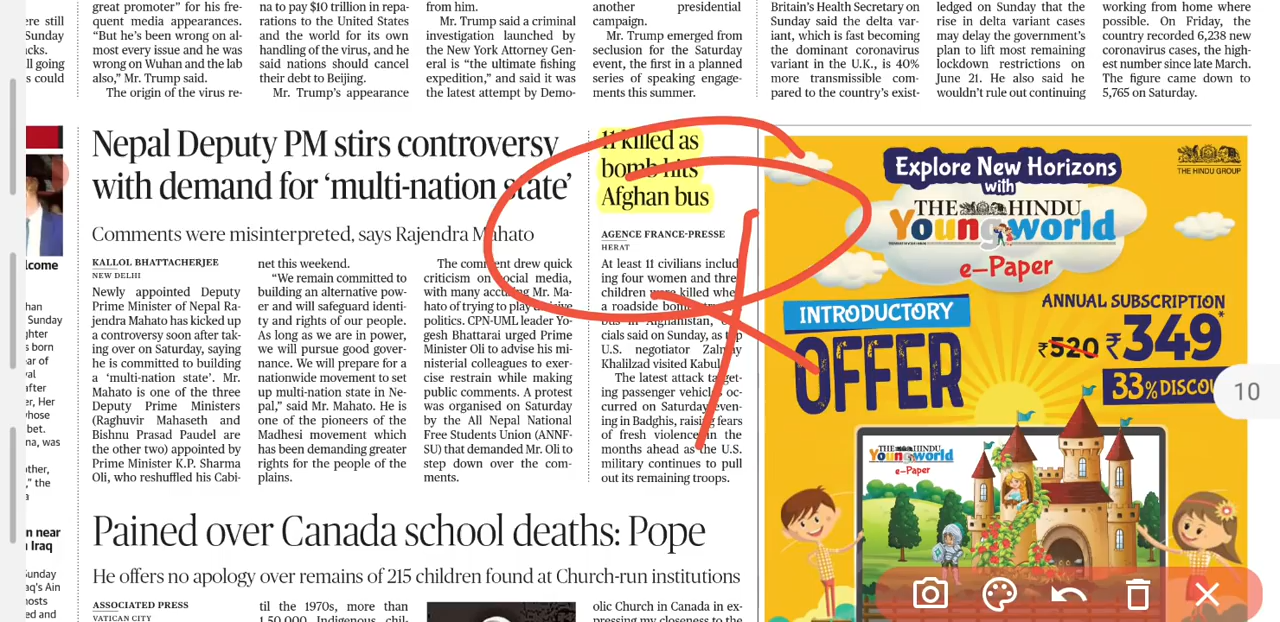 great promoter” for his fre-
quent media appearances.
“But he’s been wrong on al-
most every issue and he was
wrong on Wuhan and the lab
also,” Mr. Trump said.
The origin of the virus re-
na to pay $10 trillion in repa-
rations to the United States
and the world for its own
handling of the virus, and he
said nations should cancel
their debt to Beijing.
Mr. Trump’s appearance
from him.
Mr. Trump said a criminal
investigation launched by
the New York Attorney Gen-
eral is “the ultimate fishing
expedition,” and said it was
the latest attempt by Demo-
another presidential
campaign.
Mr. Trump emerged from
seclusion for the Saturday
event, the first in a planned
series of speaking engage-
ments this summer.
Britain’s Health Secretary on
Sunday said the delta var-
iant, which is fast becoming
the dominant coronavirus
variant in the U.K., is 40%
more transmissible com-
pared to the country’s exist-
ledged on Sunday that the
rise in delta variant cases
may delay the government’s
plan to lift most remaining
lockdown restrictions on
June 21. He also said he
wouldn’t rule out continuing
working from home where
possible. On Friday, the
country recorded 6,238 new
coronavirus cases, the high-
est number since late March.
The figure came down to
5,765 on Saturday.
Nepal Deputy PM stirs controversy
with demand for ‘multi-nation state’
Comments were misinterpreted, says Rajendra Mahato
KALLOL BHATTACHERJEE
NEW DELHI
Newly appointed Deputy
Prime Minister of Nepal Ra-
jendra Mahato has kicked up
a controversy soon after tak-
ing over on Saturday, saying
he is committed to building
a ‘multi-nation state’. Mr.
Mahato is one of the three
Deputy Prime Ministers
(Raghuvir Mahaseth and
Bishnu Prasad Paudel are
the other two) appointed by
Prime Minister K.P. Sharma
Oli, who reshuffled his Cabi-
net this weekend.
“We remain committed to
building an alternative pow-
er and will safeguard identi-
ty and rights of our people.
As long as we are in power,
we will pursue good gover-
nance. We will prepare for a
nationwide movement to set
up multi-nation state in Ne-
pal,” said Mr. Mahato. He is
one of the pioneers of the
Madhesi movement which
has been demanding greater
rights for the people of the
plains.
The comment drew quick
criticism on social media,
with many accusing Mr. Ma-
hato of trying to play divisive
politics. CPN-UML leader Yo-
gesh Bhattarai urged Prime
Minister Oli to advise his mi-
nisterial colleagues to exer-
cise restraint while making
public comments. A protest
was organised on Saturday
by the All Nepal National
Free Students Union (ANNF-
SU) that demanded Mr. Oli to
step down over the com-
ments.
11 killed as
bomb hits
Afghan bus
AGENCE FRANCE-PRESSE
HERAT
At least 11 civilians includ-
ing four women and three
children were killed when
a roadside bomb struck a
bus in Afghanistan, offi-
cials said on Sunday, as top
U.S. negotiator Zalmay
Khalilzad visited Kabul.
The latest attack target-
ing passenger vehicles oc-
curred on Saturday even-
ing in Badghis, raising fears
of fresh violence in the
months ahead as the U.S.
military continues to pull
out its remaining troops.
Explore New Horizons
with
THE HINDU
Young world
e-Paper
THE HINDU GROUP
INTRODUCTORY
OFFER
ANNUAL SUBSCRIPTION
₹520 ₹349*
33% DISCOU
10
THE HINDU
Young world
e-Paper
Pained over Canada school deaths: Pope
He offers no apology over remains of 215 children found at Church-run institutions
ASSOCIATED PRESS
VATICAN CITY
til the 1970s, more than
1,50,000 Indigenous chil-
olic Church in Canada in ex-
pressing my closeness to the